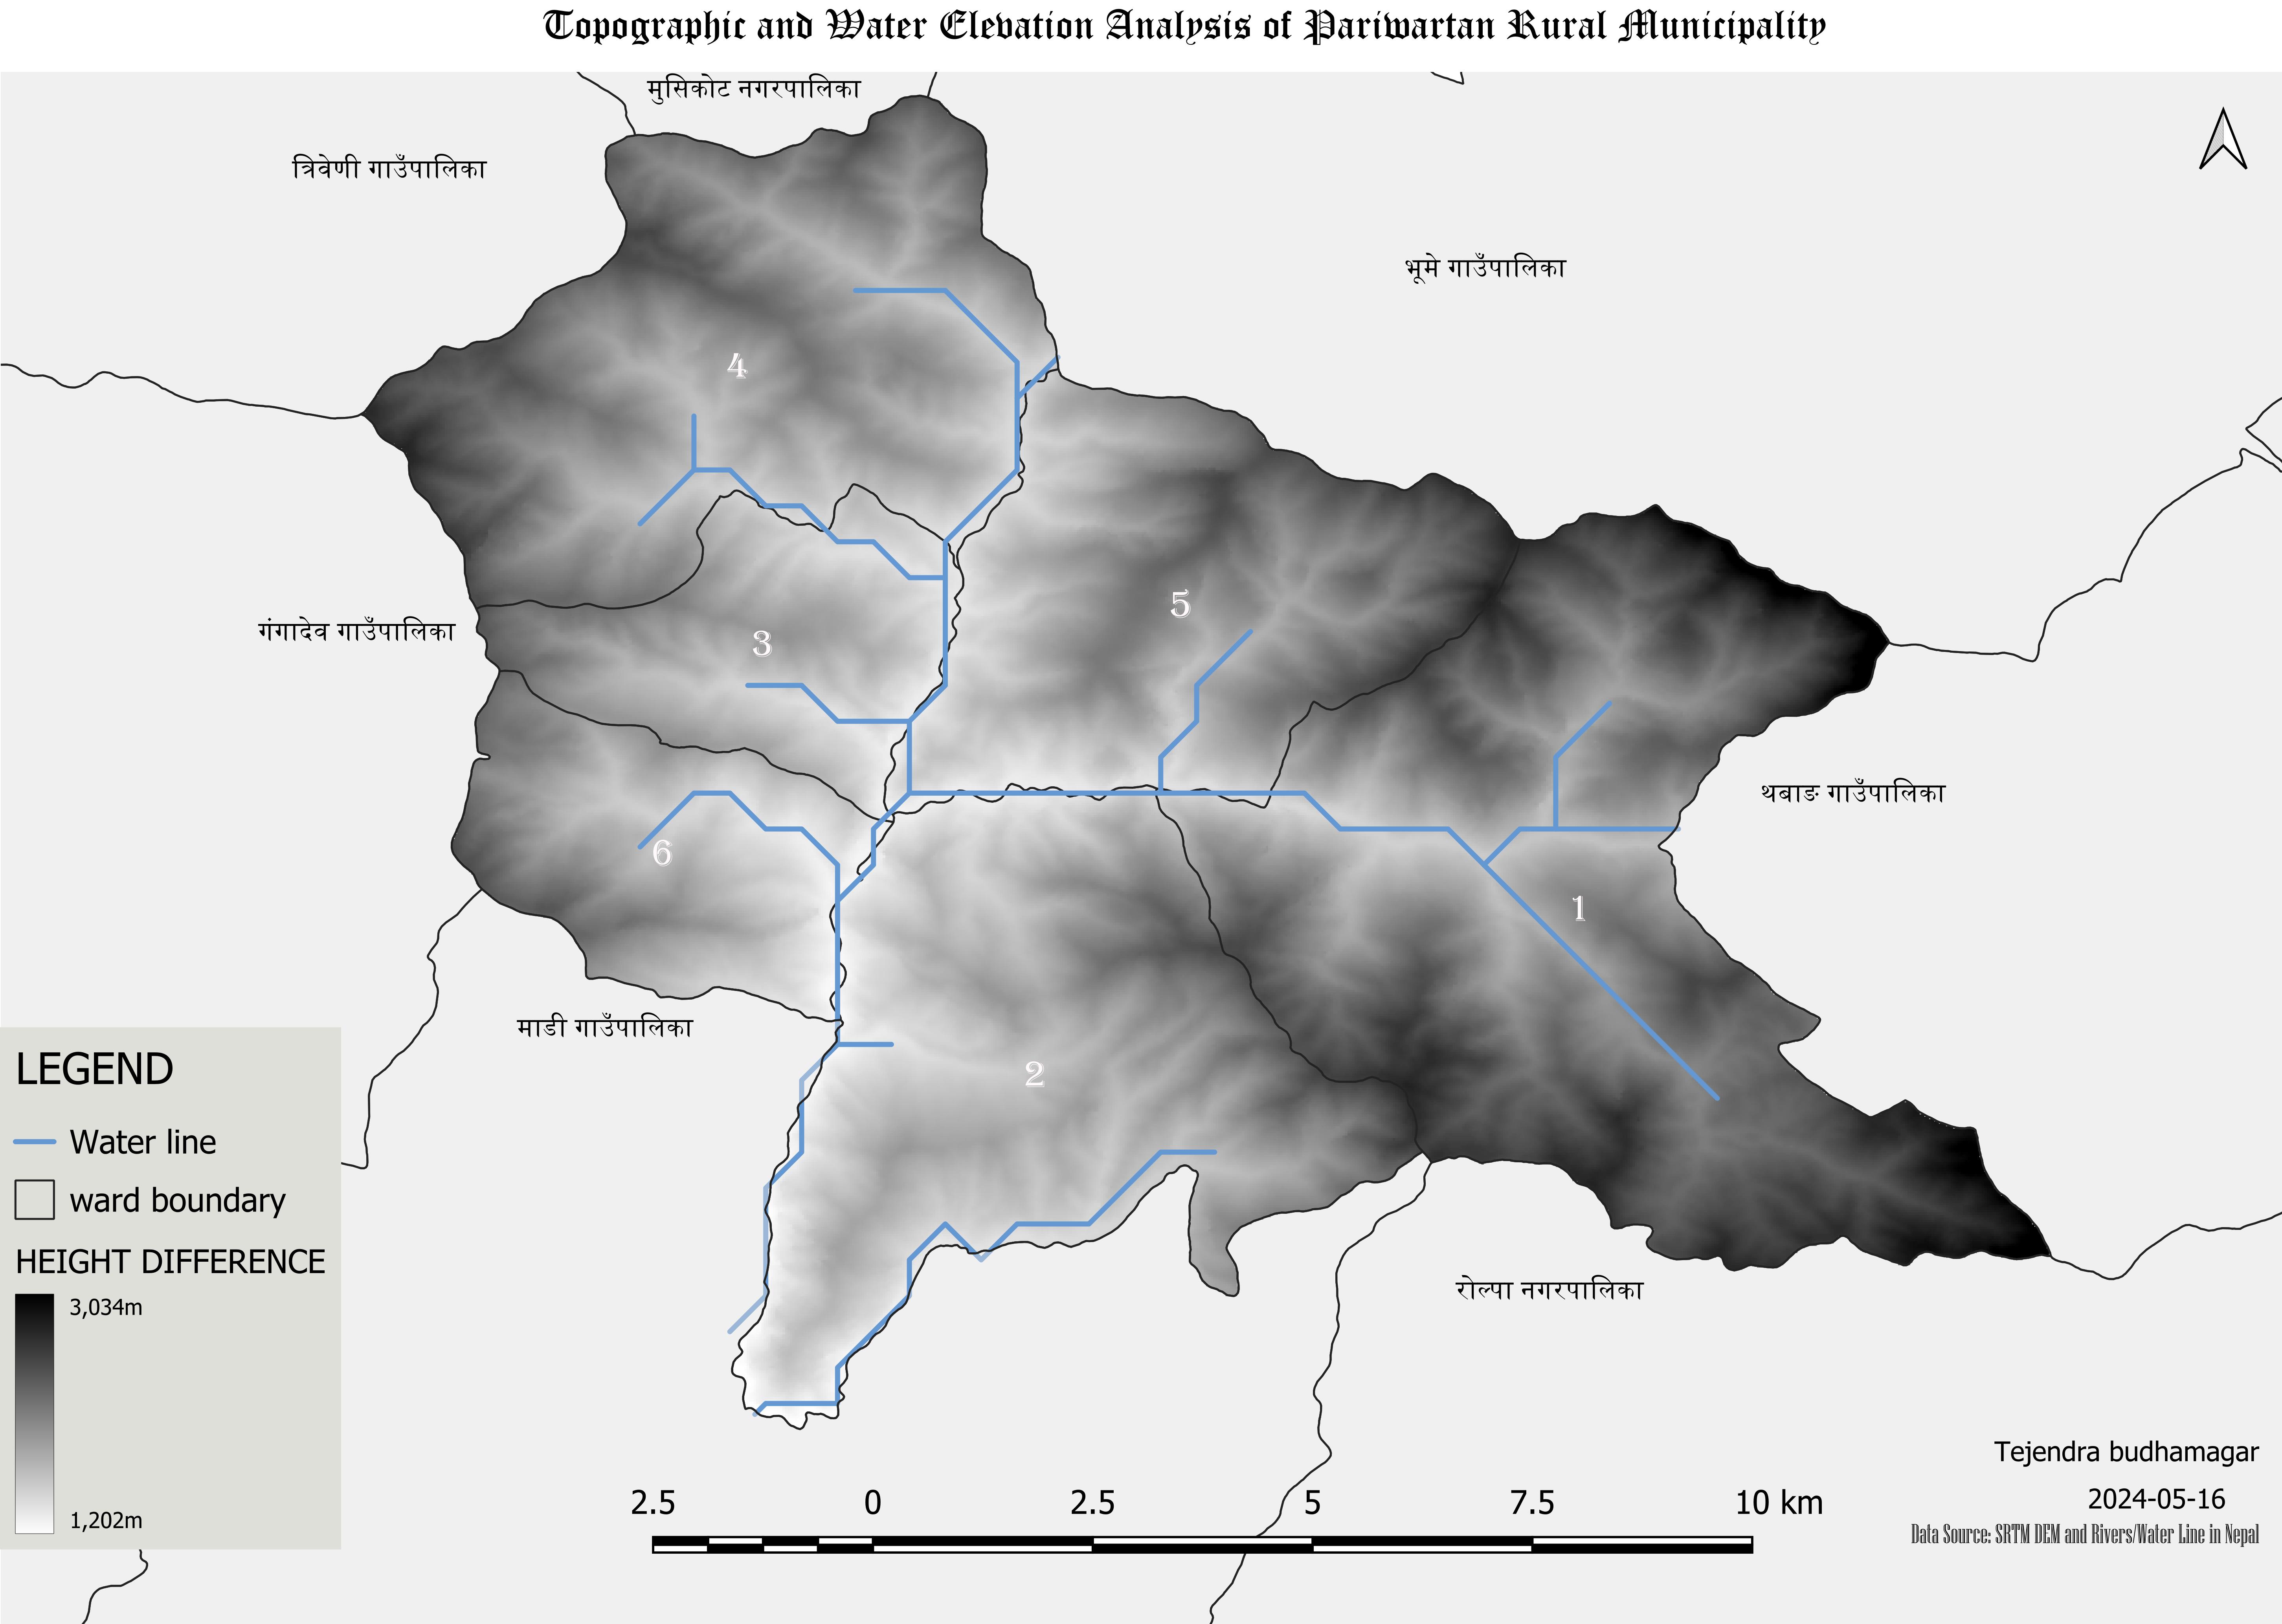 Topographic and Water Elevation Analysis of Pariwartan Rural Municipality
मुसिकोट नगरपालिका
त्रिवेणी गाउँपालिका
भूमे गाउँपालिका
4
5
गंगादेव गाउँपालिका
3
थबाङ गाउँपालिका
6
1
माडी गाउँपालिका
2
LEGEND
Water line
ward boundary
HEIGHT DIFFERENCE
3,034m
1,202m
रोल्पा नगरपालिका
2.5 0 2.5 5 7.5 10 km
Tejendra budhamagar
2024-05-16
Data Source: SRTM DEM and Rivers/Water Line in Nepal